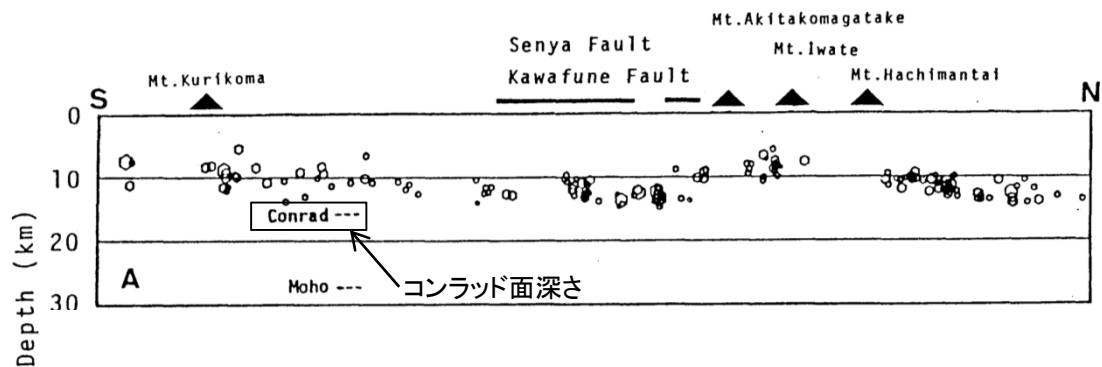 Mt.Akitakomagatake
Senya Fault
Mt.Iwate
Kawafune Fault
Mt.Kurikoma
Mt.Hachimantai
S
N
0
10
Conrad ---
20
A
Moho ---
コンラッド面深さ
30
Depth (km)